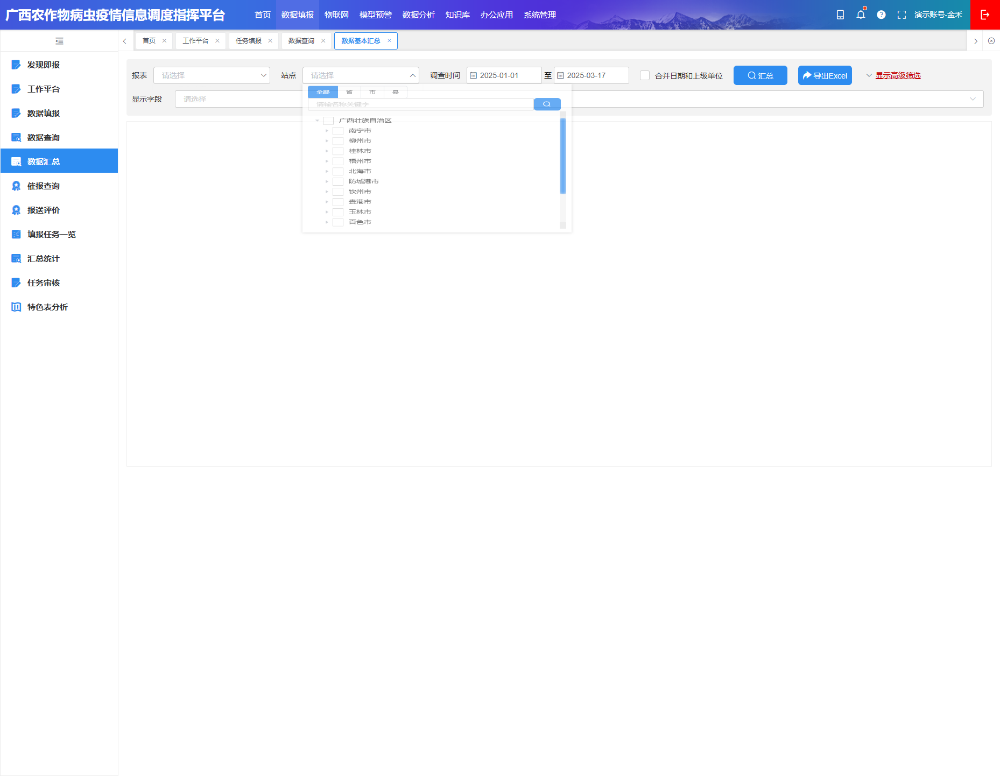 广西农作物病虫疫情信息调度指挥平台 首页 数据填报 物联网 模型预警 数据分析 知识库 办公应用 系统管理 演示账号-金禾
首页 工作平台 任务填报 数据查询 数据基本汇总
发现即报
工作平台
数据填报
数据查询
数据汇总
催报查询
报送评价
填报任务一览
汇总统计
任务审核
特色表分析
报表 请选择 站点 请选择 调查时间 2025-01-01 至 2025-03-17 合并日期和上级单位 汇总 导出Excel 显示高级筛选
显示字段 请选择
全部 省 市 县
请输名称关键字
广西壮族自治区
南宁市
柳州市
桂林市
梧州市
北海市
防城港市
钦州市
贵港市
玉林市
百色市